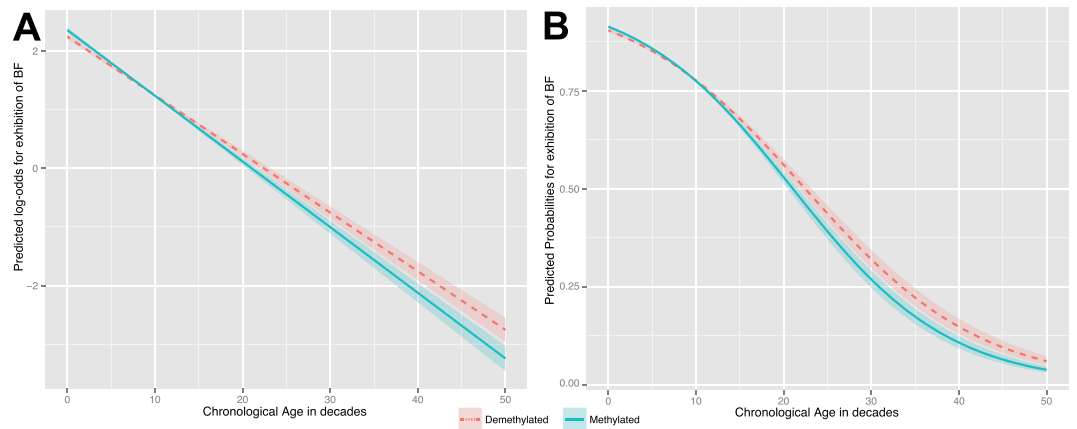 A
B
Predicted log-odds for exhibition of BF
2
0
−2
0
10
20
30
40
50
Chronological Age in decades
Predicted Probabilities for exhibition of BF
0.75
0.50
0.25
0.00
0
10
20
30
40
50
Chronological Age in decades
Demethylated
Methylated